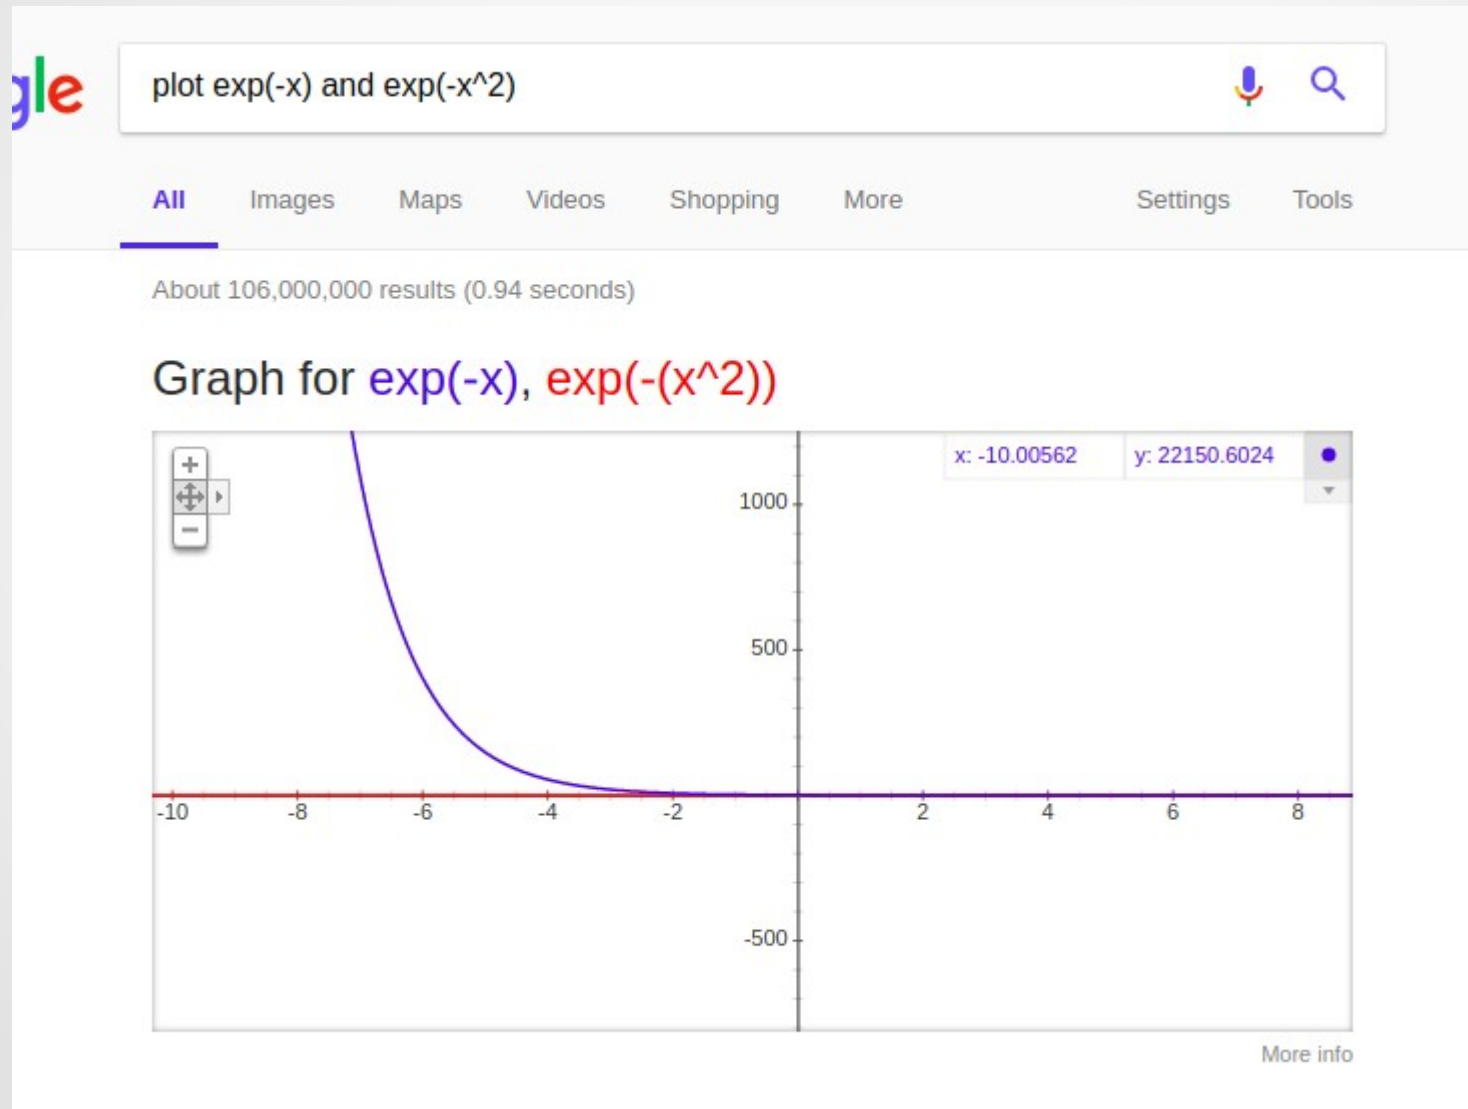 gle
plot exp(-x) and exp(-x^2)
All Images Maps Videos Shopping More Settings Tools
About 106,000,000 results (0.94 seconds)
Graph for exp(-x), exp(-(x^2))
x: -10.00562 y: 22150.6024
1000
500
-10 -8 -6 -4 -2 2 4 6 8
-500
More info